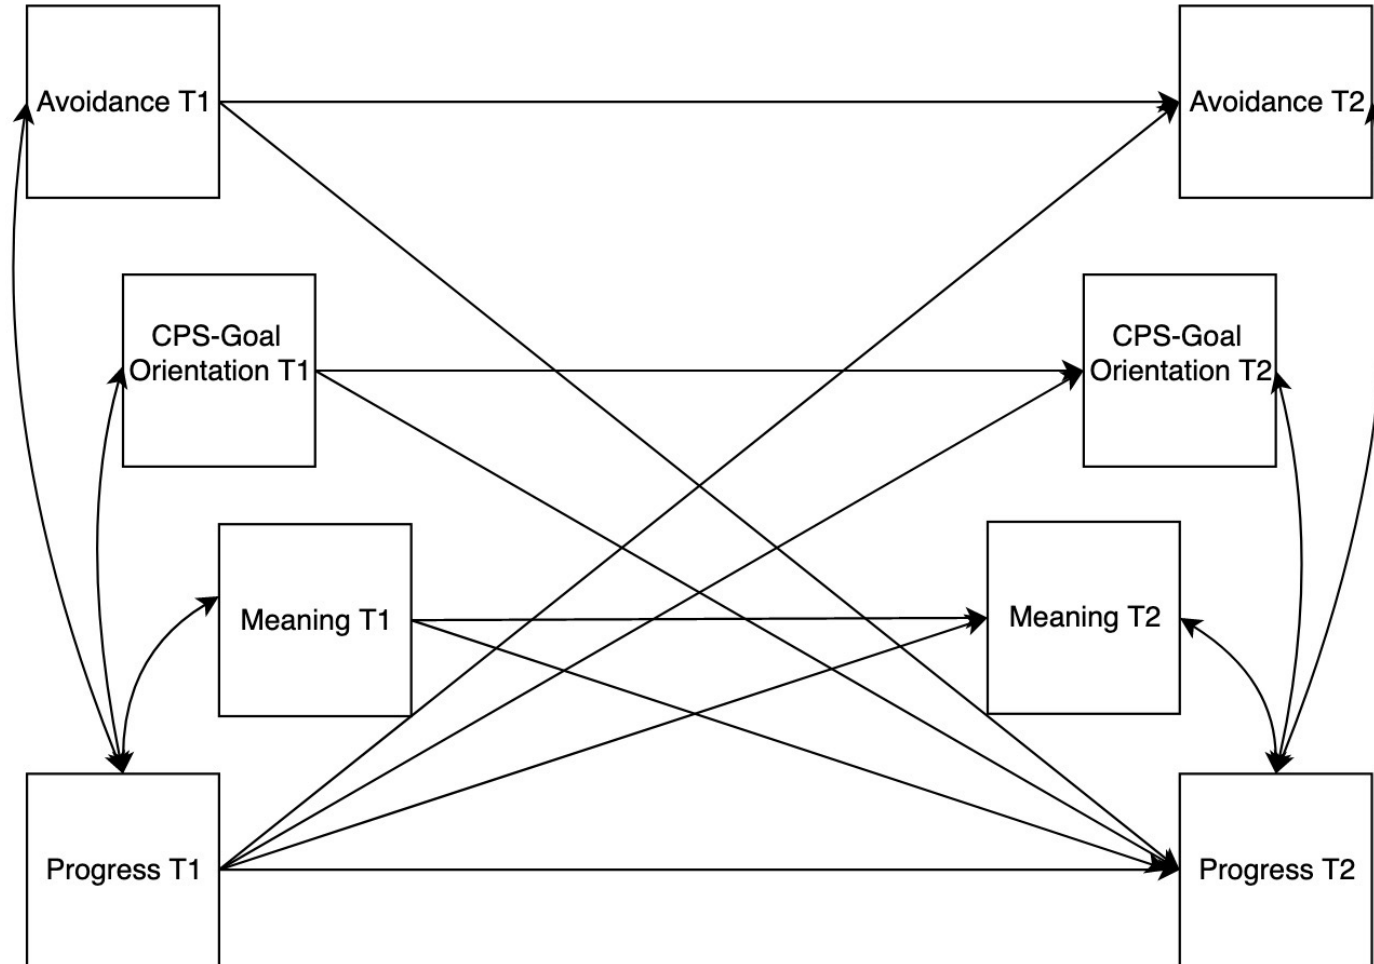 Avoidance T1
Avoidance T2
CPS-Goal
Orientation T1
CPS-Goal
Orientation T2
Meaning T1
Meaning T2
Progress T1
Progress T2